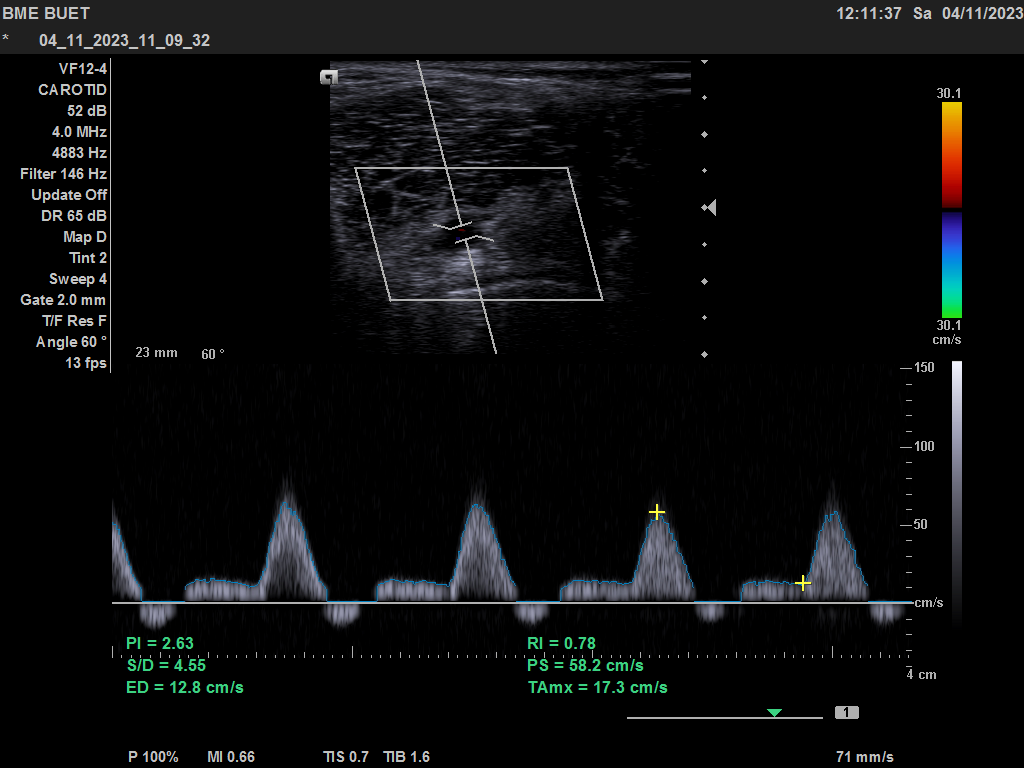 BME BUET 12:11:37 Sa 04/11/2023
* 04_11_2023_11_09_32
VF12-4
CAROTID
52 dB
4.0 MHz
4883 Hz
Filter 146 Hz
Update Off
DR 65 dB
Map D
Tint 2
Sweep 4
Gate 2.0 mm
T/F Res F
Angle 60 °
13 fps
23 mm 60 °
30.1
30.1
cm/s
150
100
50
cm/s
4 cm
PI = 2.63 RI = 0.78
S/D = 4.55 PS = 58.2 cm/s
ED = 12.8 cm/s TAmx = 17.3 cm/s
1
P 100% MI 0.66 TIS 0.7 TIB 1.6 71 mm/s